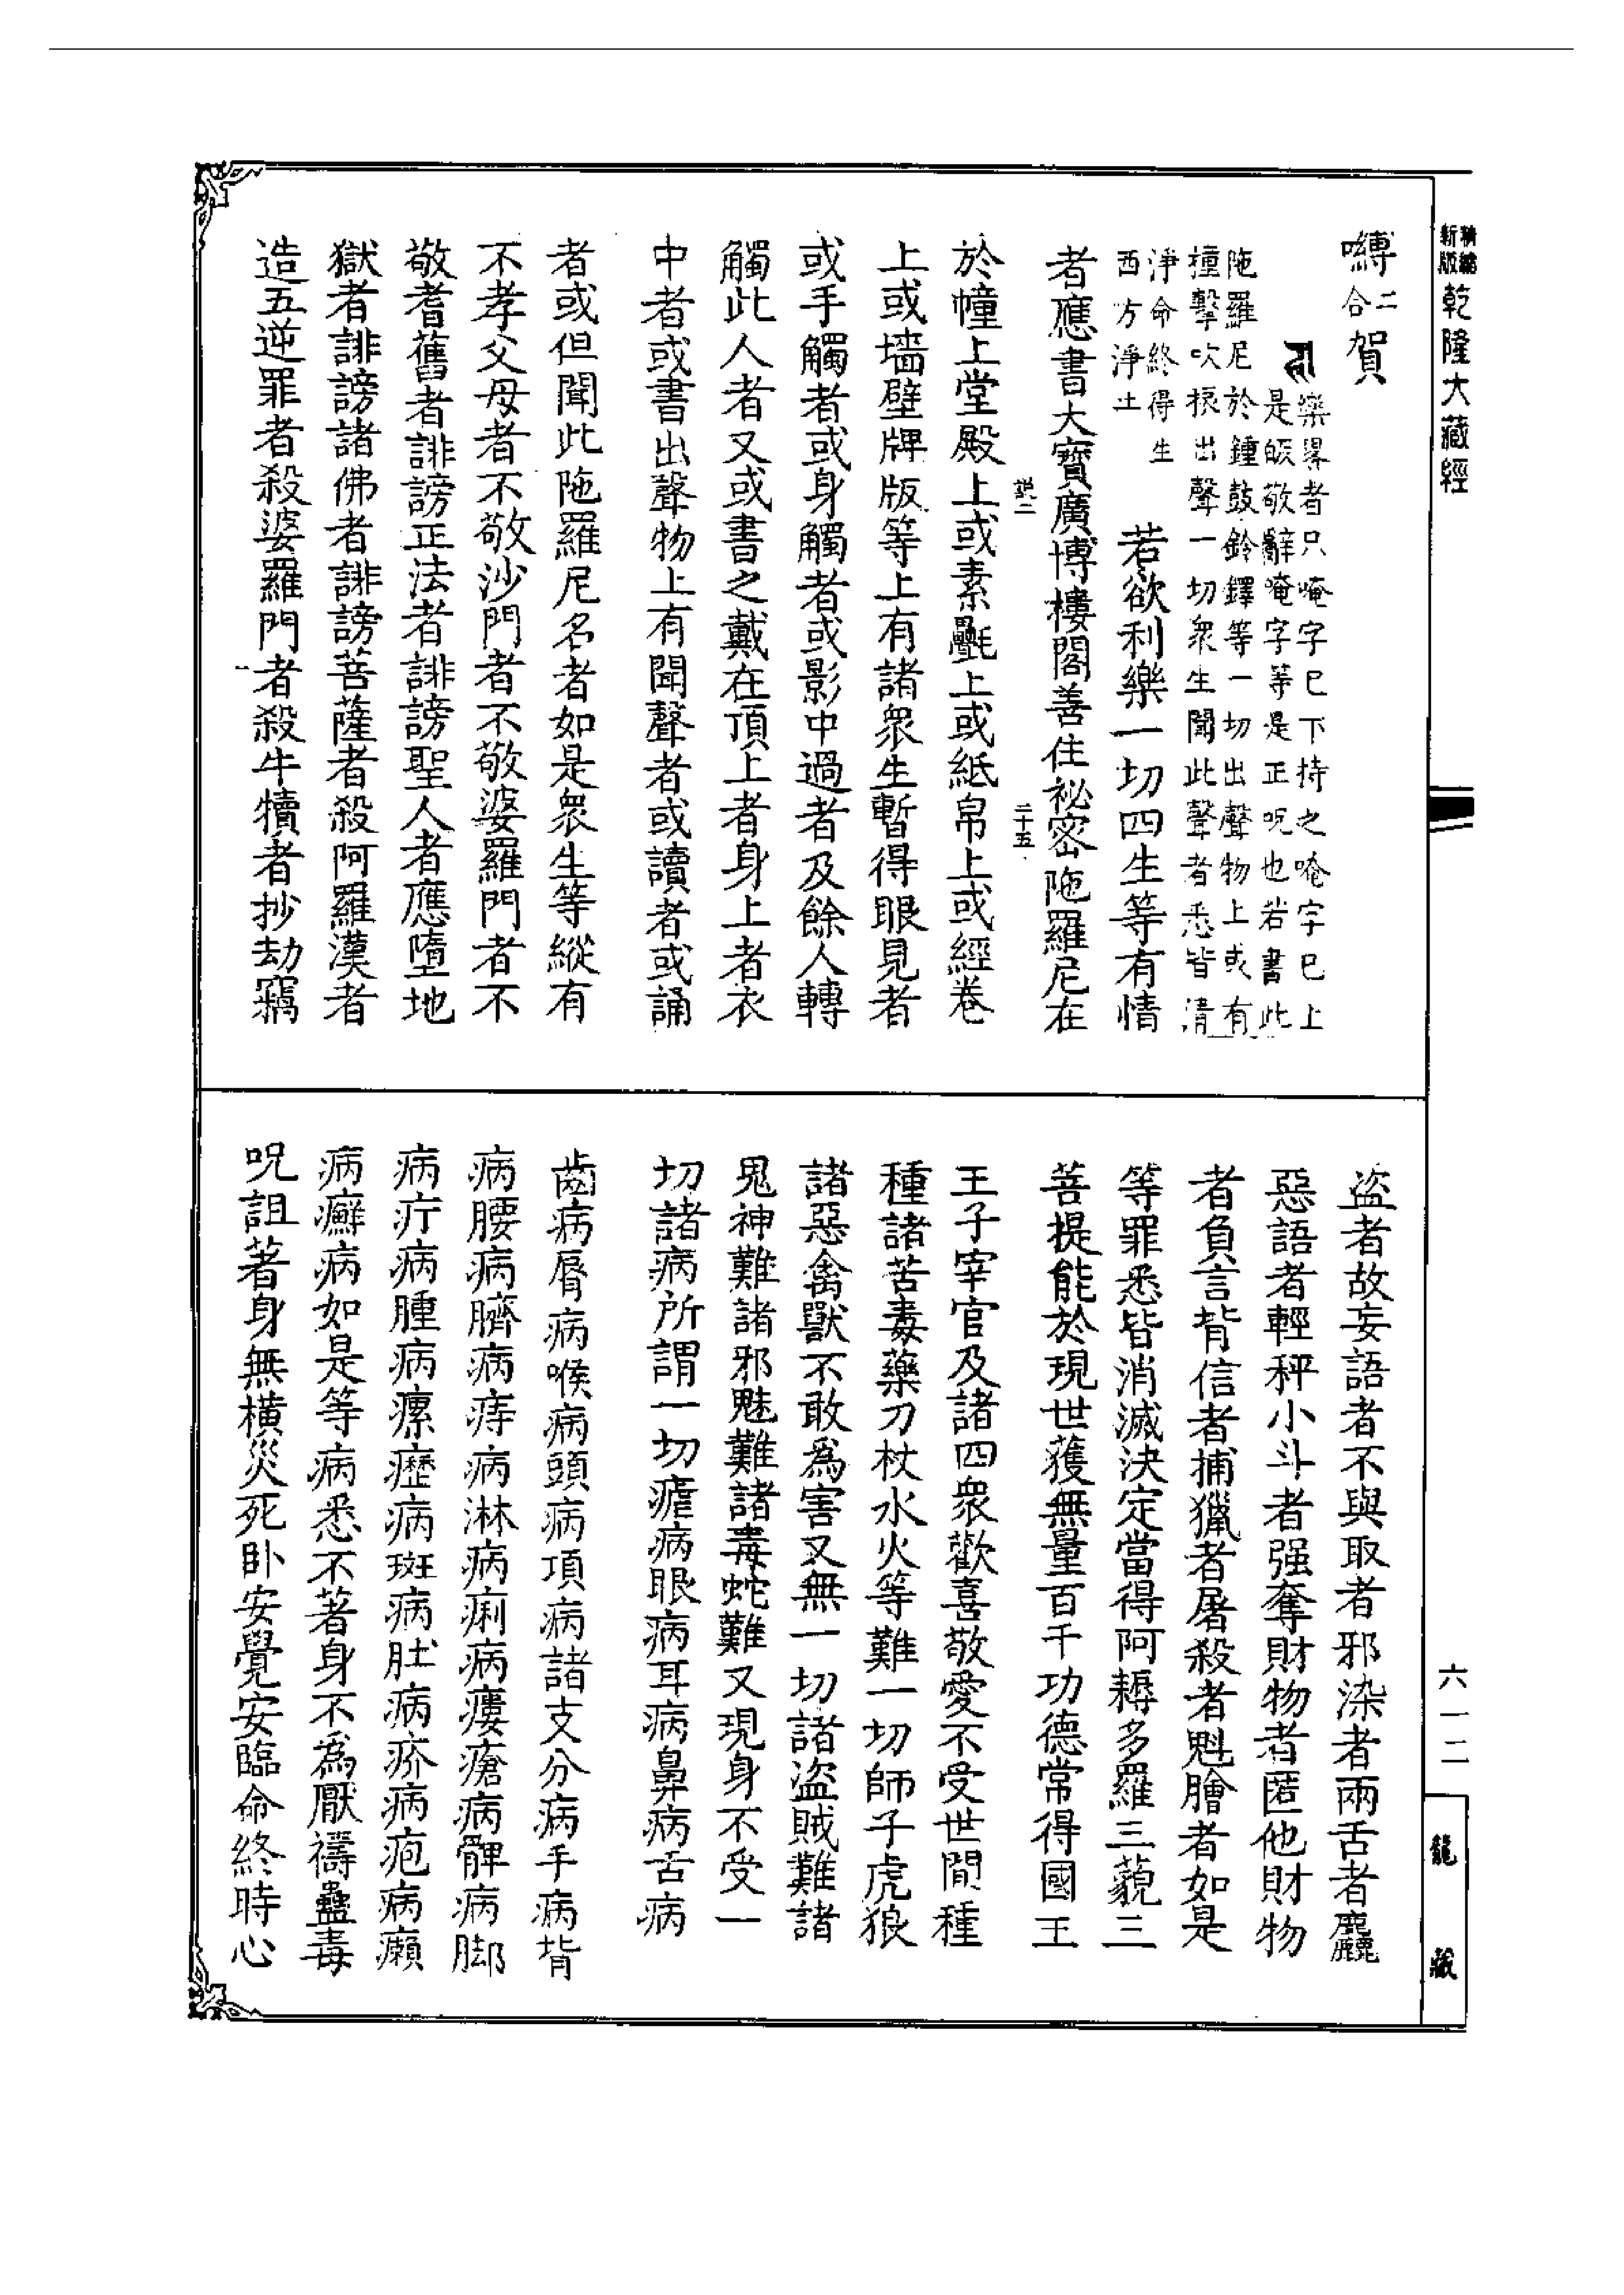 精縮
新版
乾隆大藏經
嚩二合賀
樂畧者只唵字已下持之唵字已上
是皈敬辭唵字等是正呪也若書此
陁羅尼於鍾鼓鈴鐸等一切出聲物上或有
撞擊吹振出聲一切衆生聞此聲者悉皆清
淨命終得生
西方淨土
若欲利樂一切四生等有情
者應書大寶廣博樓閣善住祕密陁羅尼在
二十五
於幢上堂殿上或素㲲上或紙帛上或經卷
上或墻壁牌版等上有諸衆生暫得眼見者
或手觸者或身觸者或影中過者及餘人轉
觸此人者又或書之戴在頂上者身上者衣
中者或書出聲物上有聞聲者或讀者或誦
者或但聞此陁羅尼名者如是衆生等縱有
不孝父母者不敬沙門者不敬婆羅門者不
敬耆舊者誹謗正法者誹謗聖人者應墮地
獄者誹謗諸佛者誹謗菩薩者殺阿羅漢者
造五逆罪者殺婆羅門者殺牛犢者抄劫竊
盜者故妄語者不與取者邪染者兩舌者麤
惡語者輕秤小斗者强奪財物者匿他財物
者負言背信者捕獵者屠殺者魁膾者如是
等罪悉皆消滅決定當得阿耨多羅三藐三
菩提能於現世獲無量百千功德常得國王
王子宰官及諸四衆歡喜敬愛不受世間種
種諸苦毒藥刀杖水火等難一切師子虎狼
諸惡禽獸不敢爲害又無一切諸盜賊難諸
鬼神難諸邪魅難諸毒蛇難又現身不受一
切諸病所謂一切瘧病眼病耳病鼻病舌病
齒病脣病喉病頭病項病諸支分病手病背
病腰病臍病痔病淋病痢病瘻瘡病髀病脚
病疔病腫病瘰癧病斑病肚病疥病疱病癩
病癬病如是等病悉不著身不爲厭禱蠱毒
呪詛著身無橫災死卧安覺安臨命終時心
六一二
龍藏